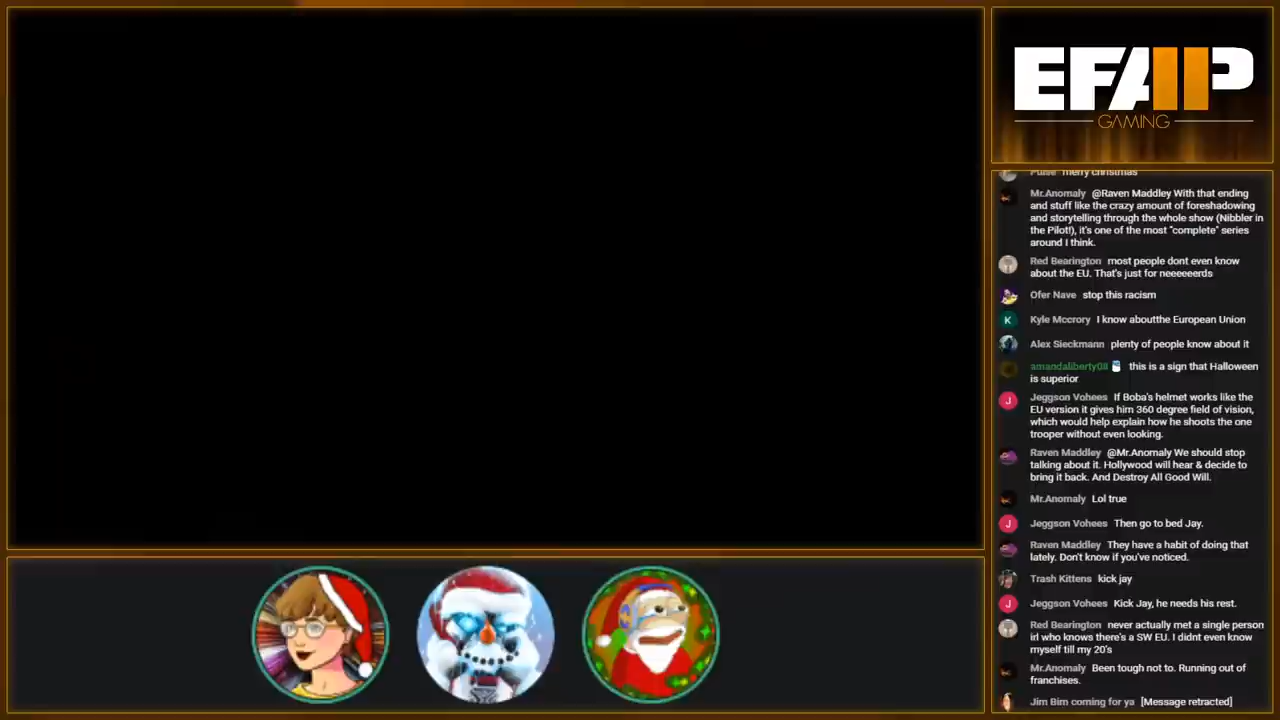 EFAP
GAMING
Pulse merry christmas
Mr.Anomaly @Raven Maddley With that ending
and stuff like the crazy amount of foreshadowing
and storytelling through the whole show (Nibbler in
the Pilot!), it's one of the most "complete" series
around I think.
Red Bearington most people dont even know
about the EU. That's just for neeeeeerds
Ofer Nave stop this racism
K Kyle Mccrory I know aboutthe European Union
Alex Sieckmann plenty of people know about it
amandaliberty08 this is a sign that Halloween
is superior
J Jeggson Vohees If Boba's helmet works like the
EU version it gives him 360 degree field of vision,
which would help explain how he shoots the one
trooper without even looking.
Raven Maddley @Mr.Anomaly We should stop
talking about it. Hollywood will hear & decide to
bring it back. And Destroy All Good Will.
Mr.Anomaly Lol true
J Jeggson Vohees Then go to bed Jay.
Raven Maddley They have a habit of doing that
lately. Don't know if you've noticed.
Trash Kittens kick jay
J Jeggson Vohees Kick Jay, he needs his rest.
Red Bearington never actually met a single person
irl who knows there's a SW EU. I didnt even know
myself till my 20's
Mr.Anomaly Been tough not to. Running out of
franchises.
Jim Bim coming for ya [Message retracted]